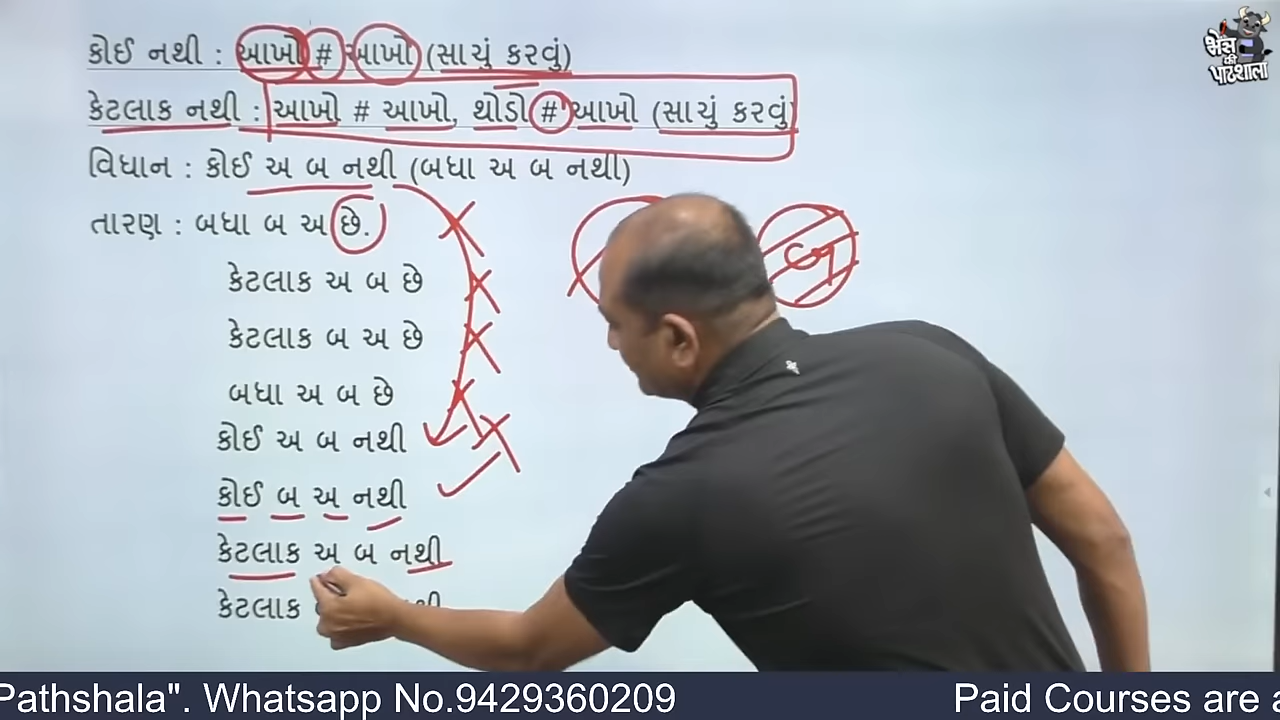 કોઈ નથી : આખો # આખો (સાચું કરવું)
કેટલાક નથી : આખો # આખો, થોડો # આખો (સાચું કરવું)
વિધાન : કોઈ અ બ નથી (બધા અ બ નથી)
તારણ : બધા બ અ છે.
કેટલાક અ બ છે
કેટલાક બ અ છે
બધા અ બ છે
કોઈ અ બ નથી
કોઈ બ અ નથી
કેટલાક અ બ નથી
કેટલાક
બ
भैंस की पाठशाला
Pathshala". Whatsapp No.9429360209 Paid Courses are a